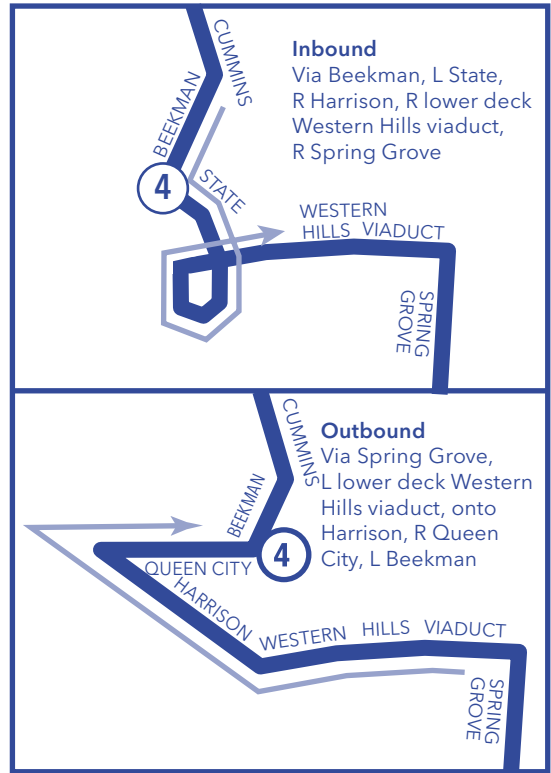 CUMMINS
Inbound
Via Beekman, L State,
R Harrison, R lower deck
Western Hills viaduct,
R Spring Grove
BEEKMAN
4
STATE
WESTERN
HILLS VIADUCT
SPRING
GROVE
CUMMINS
Outbound
Via Spring Grove,
L lower deck Western
Hills viaduct, onto
Harrison, R Queen
City, L Beekman
BEEKMAN
4
QUEEN CITY
HARRISON
WESTERN HILLS VIADUCT
SPRING
GROVE